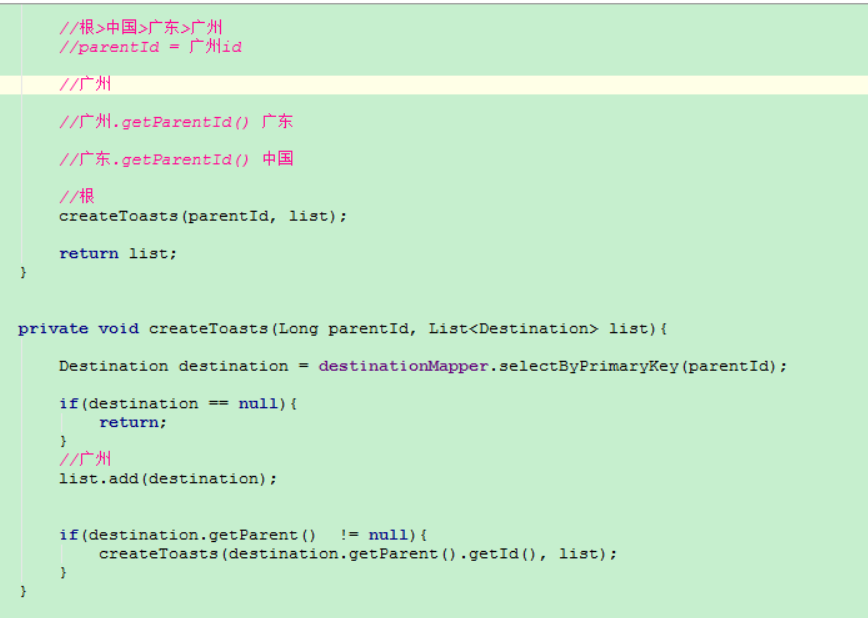 //根>中国>广东>广州
//parentId = 广州id
//广州
//广州.getParentId() 广东
//广东.getParentId() 中国
//根
createToasts(parentId, list);
return list;
}
private void createToasts(Long parentId, List<Destination> list){
Destination destination = destinationMapper.selectByPrimaryKey(parentId);
if(destination == null){
return;
}
//广州
list.add(destination);
if(destination.getParent()  != null){
createToasts(destination.getParent().getId(), list);
}
}